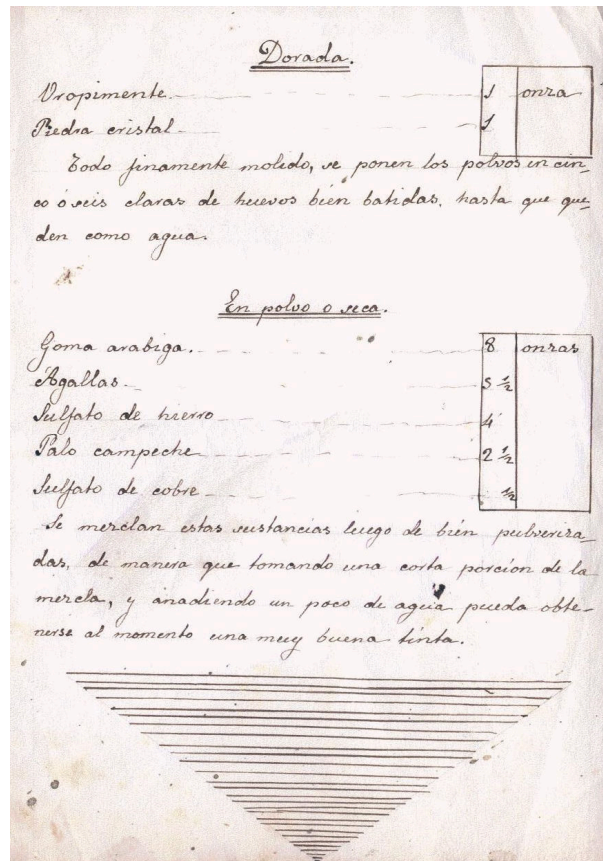 Dorada.
Oropimente 1 onza
Piedra cristal 1
Todo finamente molido, se ponen los polvos en cin-
co ó seis claras de huevos bien batidas, hasta que que-
den como agua.
En polvo o seca.
Goma arabiga. 8 onzas
Agallas 5 1/2
Sulfato de hierro 4
Palo campeche 2 1/2
Sulfato de cobre 1/2
Se mezclan estas sustancias luego de bién pulveriza-
das, de manera que tomando una corta porción de la
mezcla, y anadiendo un poco de agua pueda obte-
nerse al momento una muy buena tinta.